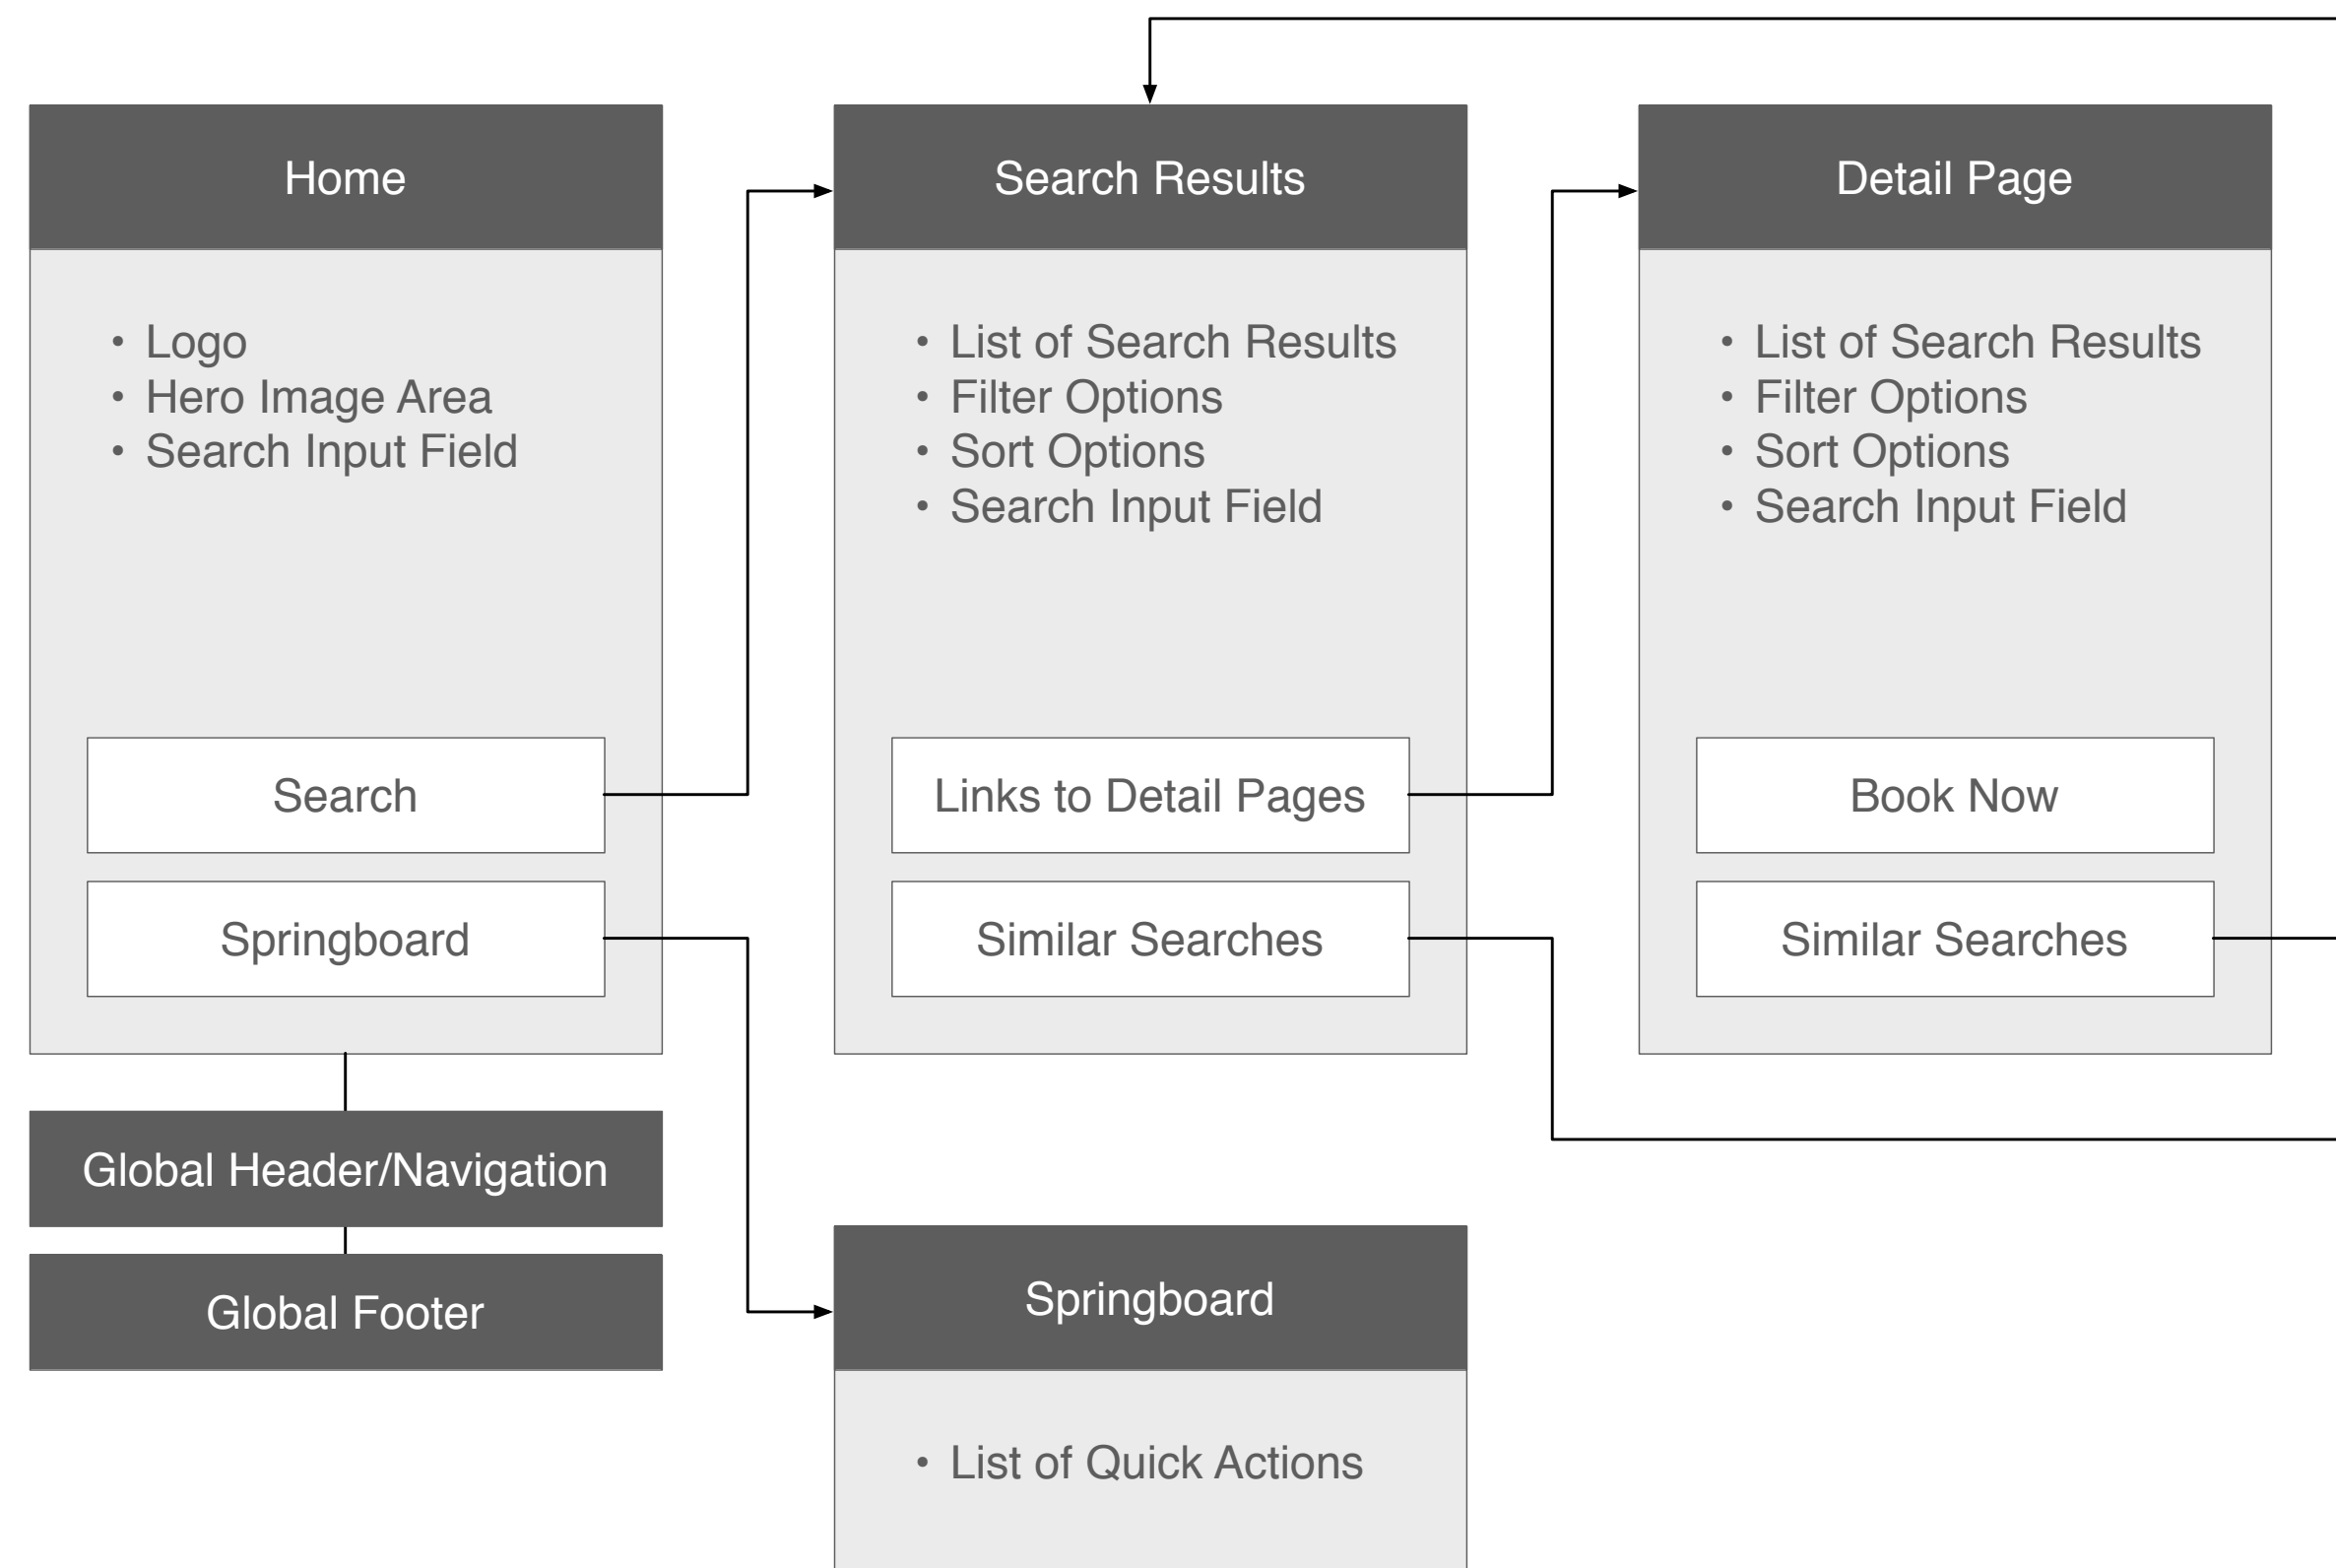 Home
• Logo
• Hero Image Area
• Search Input Field
Search
Springboard
Global Header/Navigation
Global Footer
Search Results
• List of Search Results
• Filter Options
• Sort Options
• Search Input Field
Links to Detail Pages
Similar Searches
Springboard
• List of Quick Actions
Detail Page
• List of Search Results
• Filter Options
• Sort Options
• Search Input Field
Book Now
Similar Searches